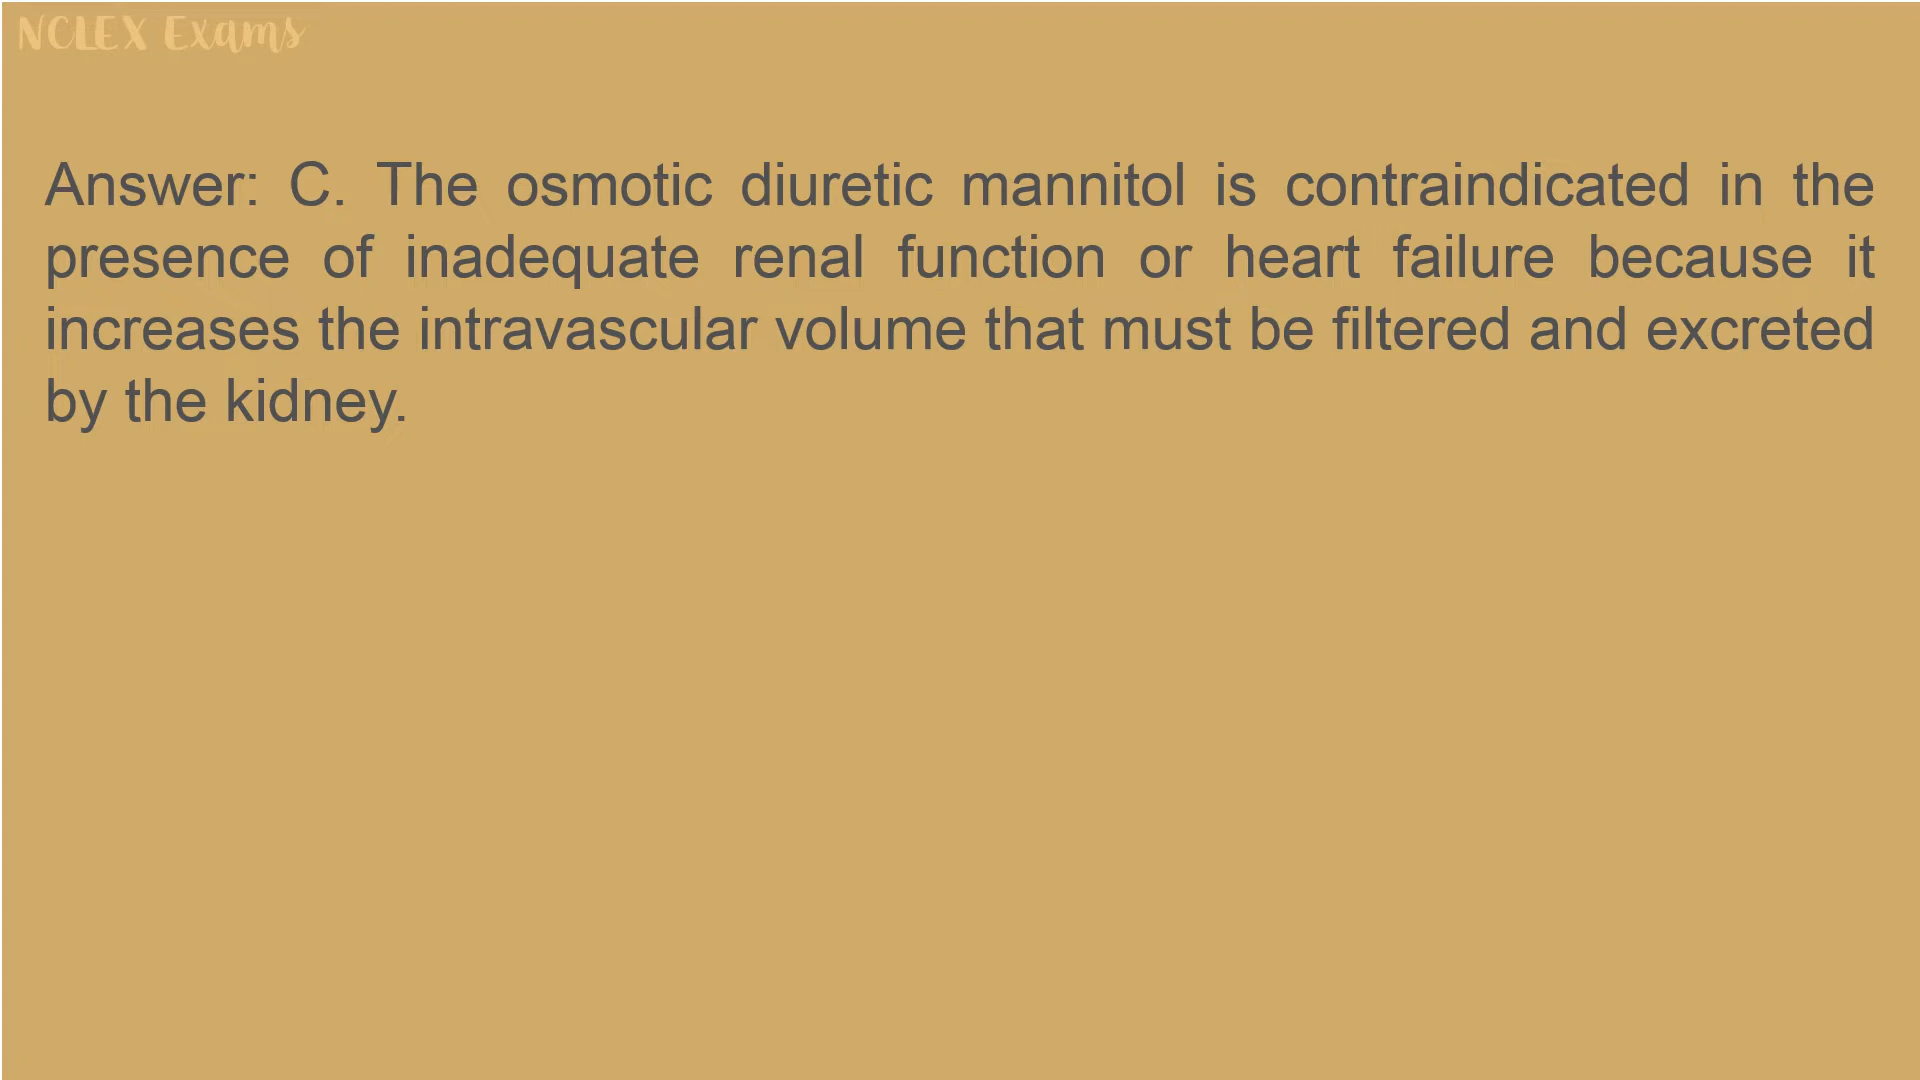 NCLEX Exams
Answer: C. The osmotic diuretic mannitol is contraindicated in the
presence of inadequate renal function or heart failure because it
increases the intravascular volume that must be filtered and excreted
by the kidney.